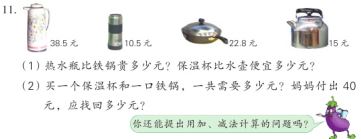 11.
38.5 元 10.5 元 22.8 元 15 元
(1) 热水瓶比铁锅贵多少元？保温杯比水壶便宜多少元？
(2) 买一个保温杯和一口铁锅，一共需要多少元？妈妈付出 40
元，应找回多少元？
你还能提出用加、减法计算的问题吗？